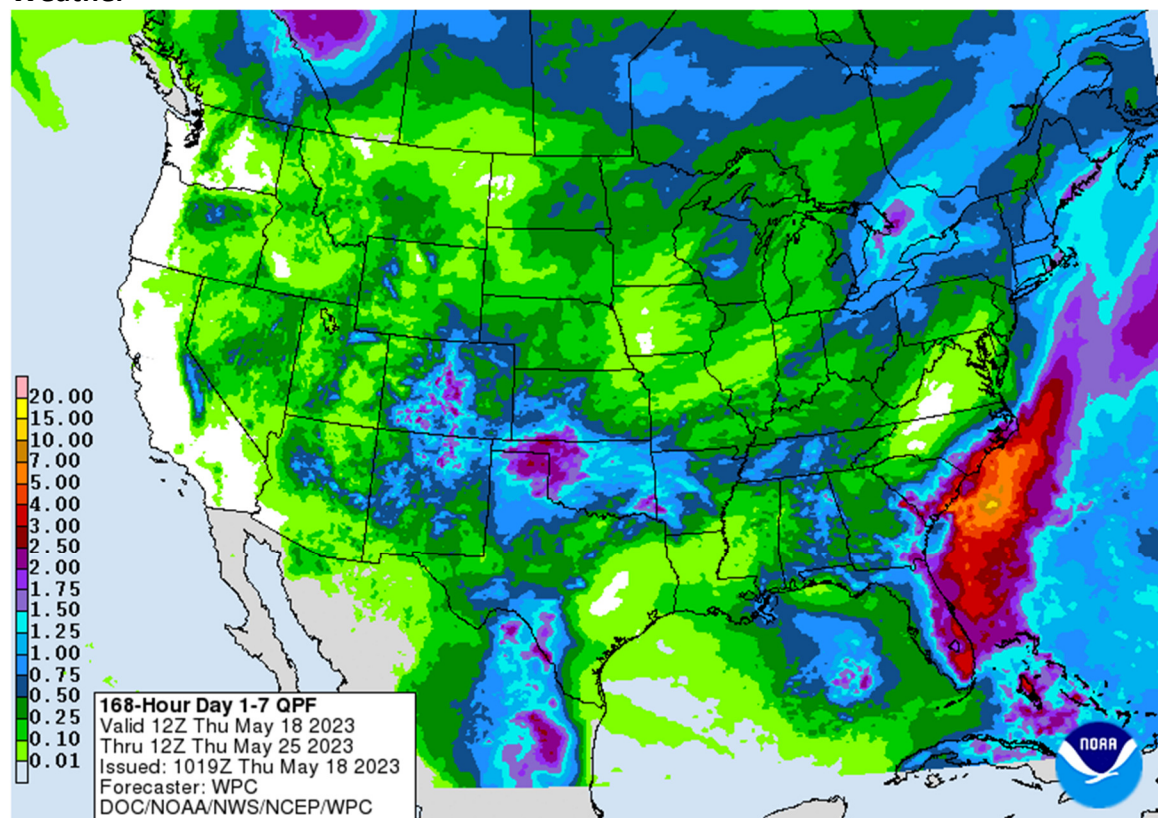 Weather
20.00
15.00
10.00
7.00
5.00
4.00
3.00
2.50
2.00
1.75
1.50
1.25
1.00
0.75
0.50
0.25
0.10
0.01
168-Hour Day 1-7 QPF
Valid 12Z Thu May 18 2023
Thru 12Z Thu May 25 2023
Issued: 1019Z Thu May 18 2023
Forecaster: WPC
DOC/NOAA/NWS/NCEP/WPC
NOAA